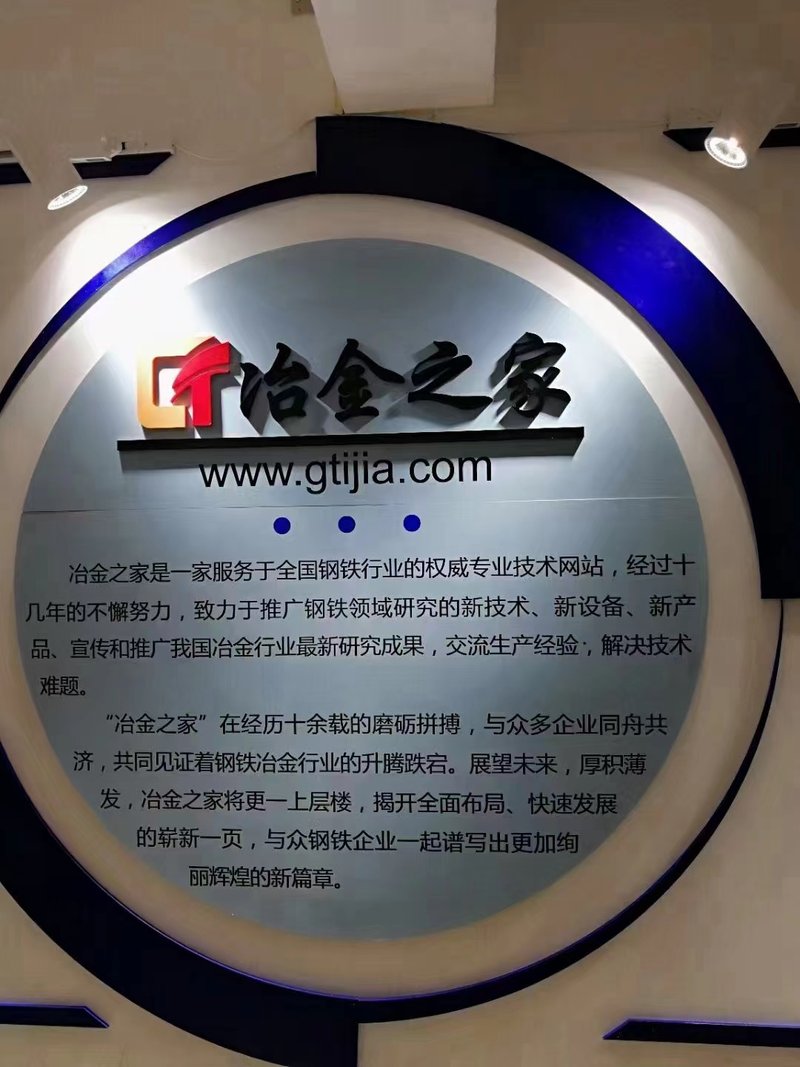 GT冶金之家
www.gtijia.com
冶金之家是一家服务于全国钢铁行业的权威专业技术网站，经过十
几年的不懈努力，致力于推广钢铁领域研究的新技术、新设备、新产
品、宣传和推广我国冶金行业最新研究成果，交流生产经验，解决技术
难题。
“冶金之家”在经历十余载的磨砺拼搏，与众多企业同舟共
济，共同见证着钢铁冶金行业的升腾跌宕。展望未来，厚积薄
发，冶金之家将更一上层楼，揭开全面布局、快速发展
的崭新一页，与众钢铁企业一起谱写出更加绚
丽辉煌的新篇章。